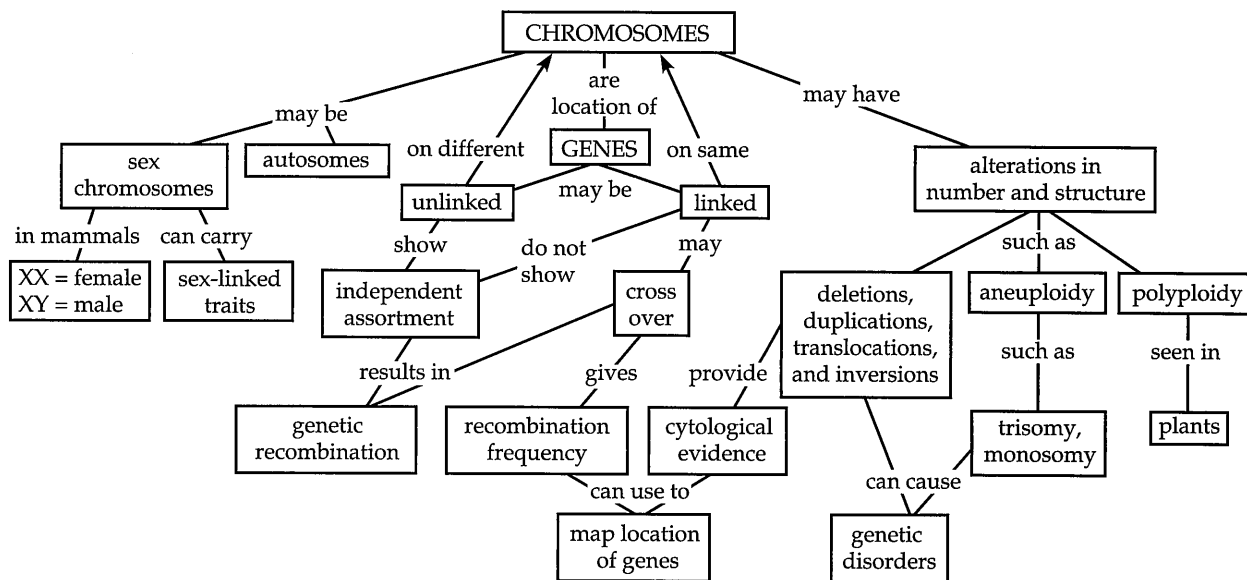 CHROMOSOMES
are
location of
may be
may have
sex
chromosomes
autosomes
on different
GENES
on same
alterations in
number and structure
unlinked
may be
linked
in mammals
can carry
show
do not
show
may
such as
XX = female
XY = male
sex-linked
traits
independent
assortment
cross
over
deletions,
duplications,
translocations,
and inversions
aneuploidy
polyploidy
results in
gives
provide
such as
seen in
genetic
recombination
recombination
frequency
cytological
evidence
trisomy,
monosomy
plants
can use to
can cause
map location
of genes
genetic
disorders